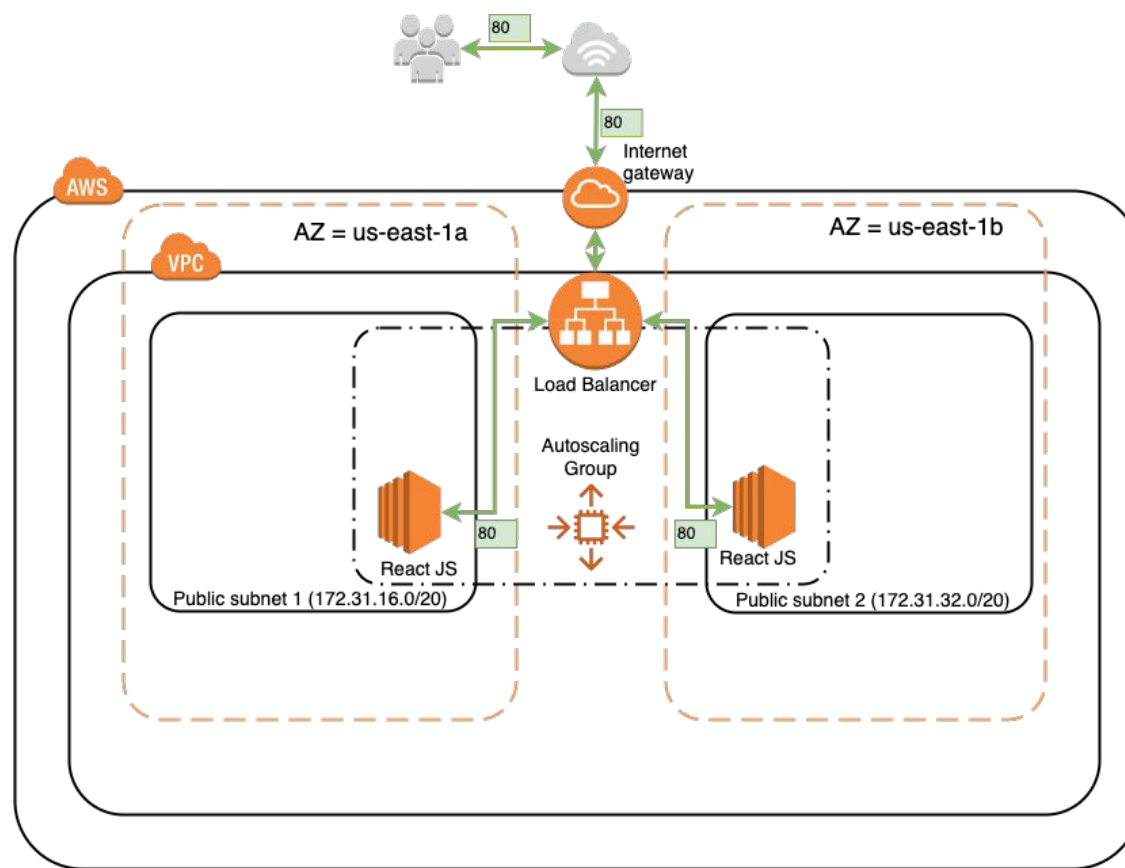 80
80
Internet
gateway
AWS
AZ = us-east-1a
AZ = us-east-1b
VPC
Load Balancer
Autoscaling
Group
80
80
React JS
React JS
Public subnet 1 (172.31.16.0/20)
Public subnet 2 (172.31.32.0/20)